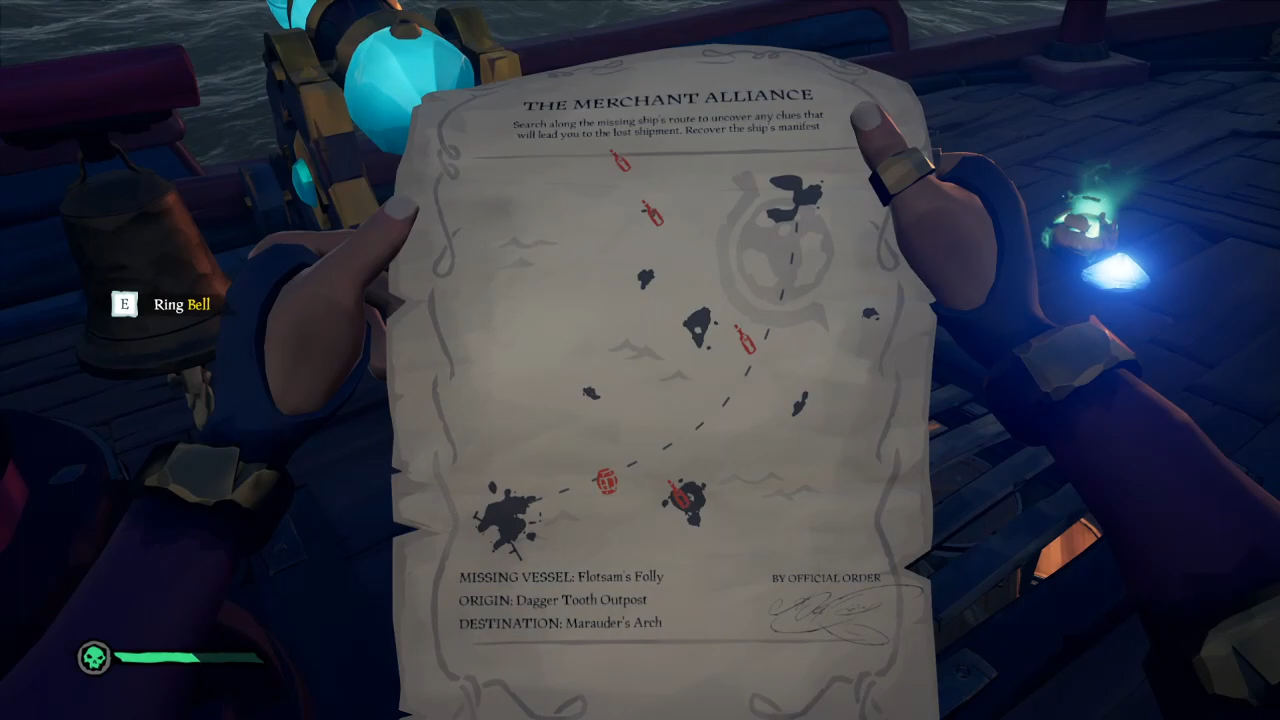 THE MERCHANT ALLIANCE
Search along the missing ship's route to uncover any clues that
will lead you to the lost shipment. Recover the ship's manifest
E Ring Bell
MISSING VESSEL: Flotsam's Folly
BY OFFICIAL ORDER
ORIGIN: Dagger Tooth Outpost
DESTINATION: Marauder's Arch